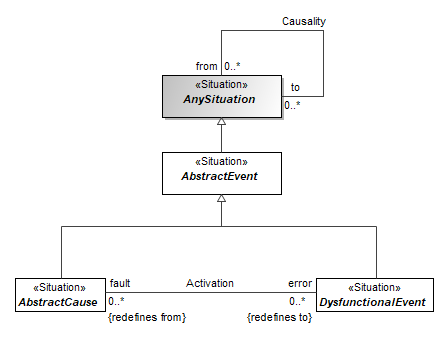 Causality
from 0..*
to
0..*
«Situation»
AnySituation
«Situation»
AbstractEvent
«Situation»
AbstractCause
fault Activation error
0..* 0..*
{redefines from} {redefines to}
«Situation»
DysfunctionalEvent